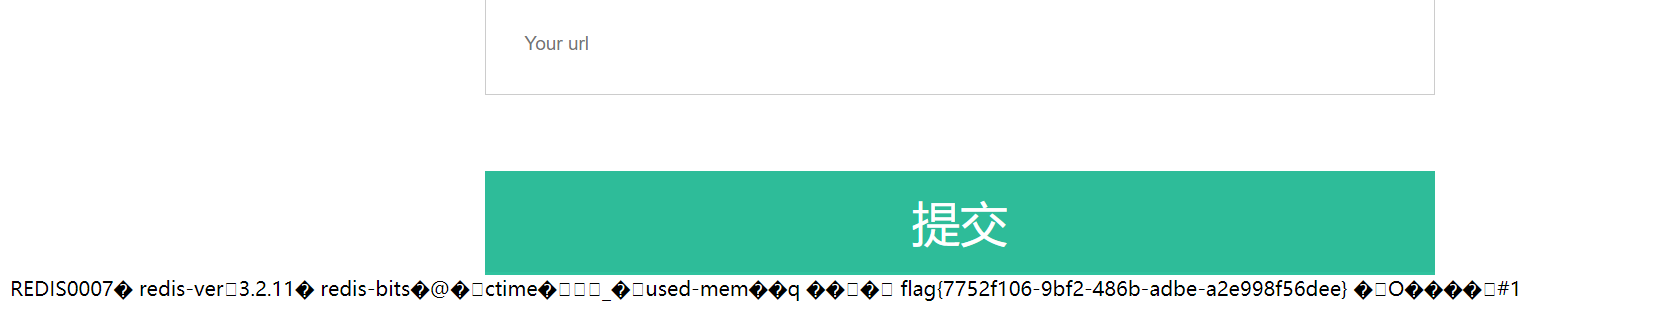 Your url
提交
REDIS0007� redis-ver□3.2.11� redis-bits�@�□ctime�□□□_�□used-mem��q ��□�□ flag{7752f106-9bf2-486b-adbe-a2e998f56dee} �□O����□#1